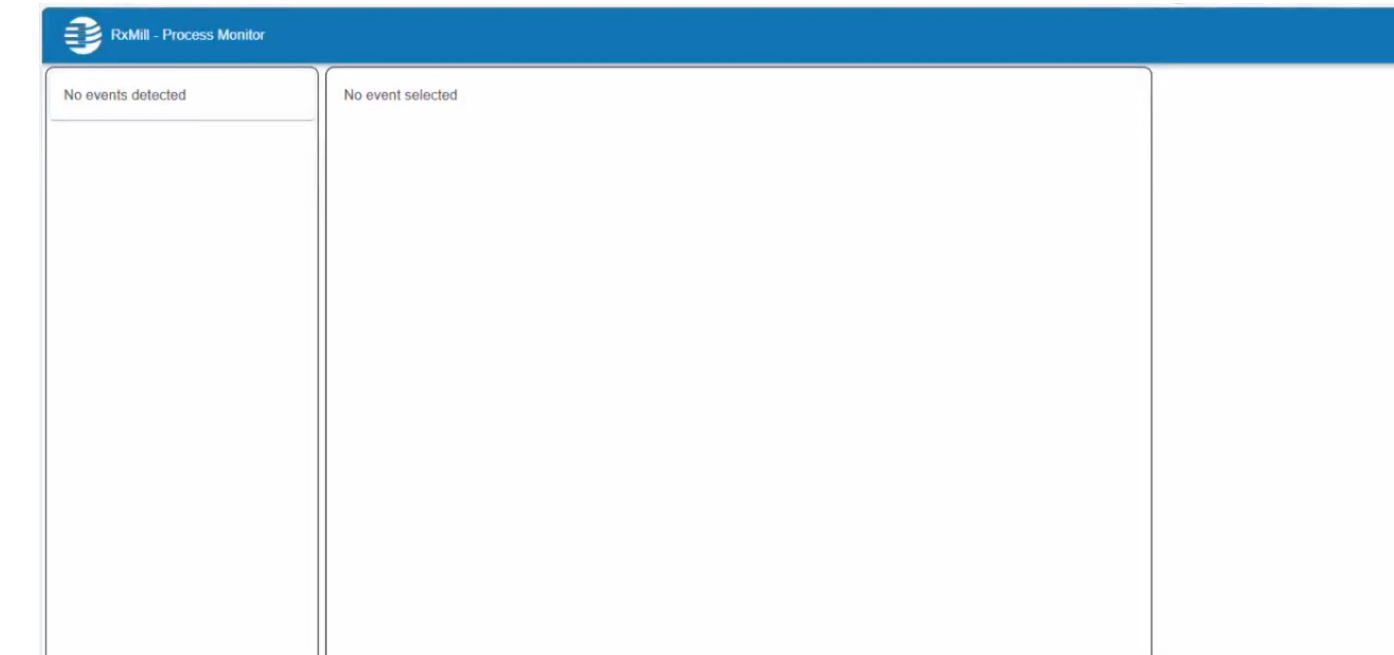 RxMill - Process Monitor
No events detected
No event selected